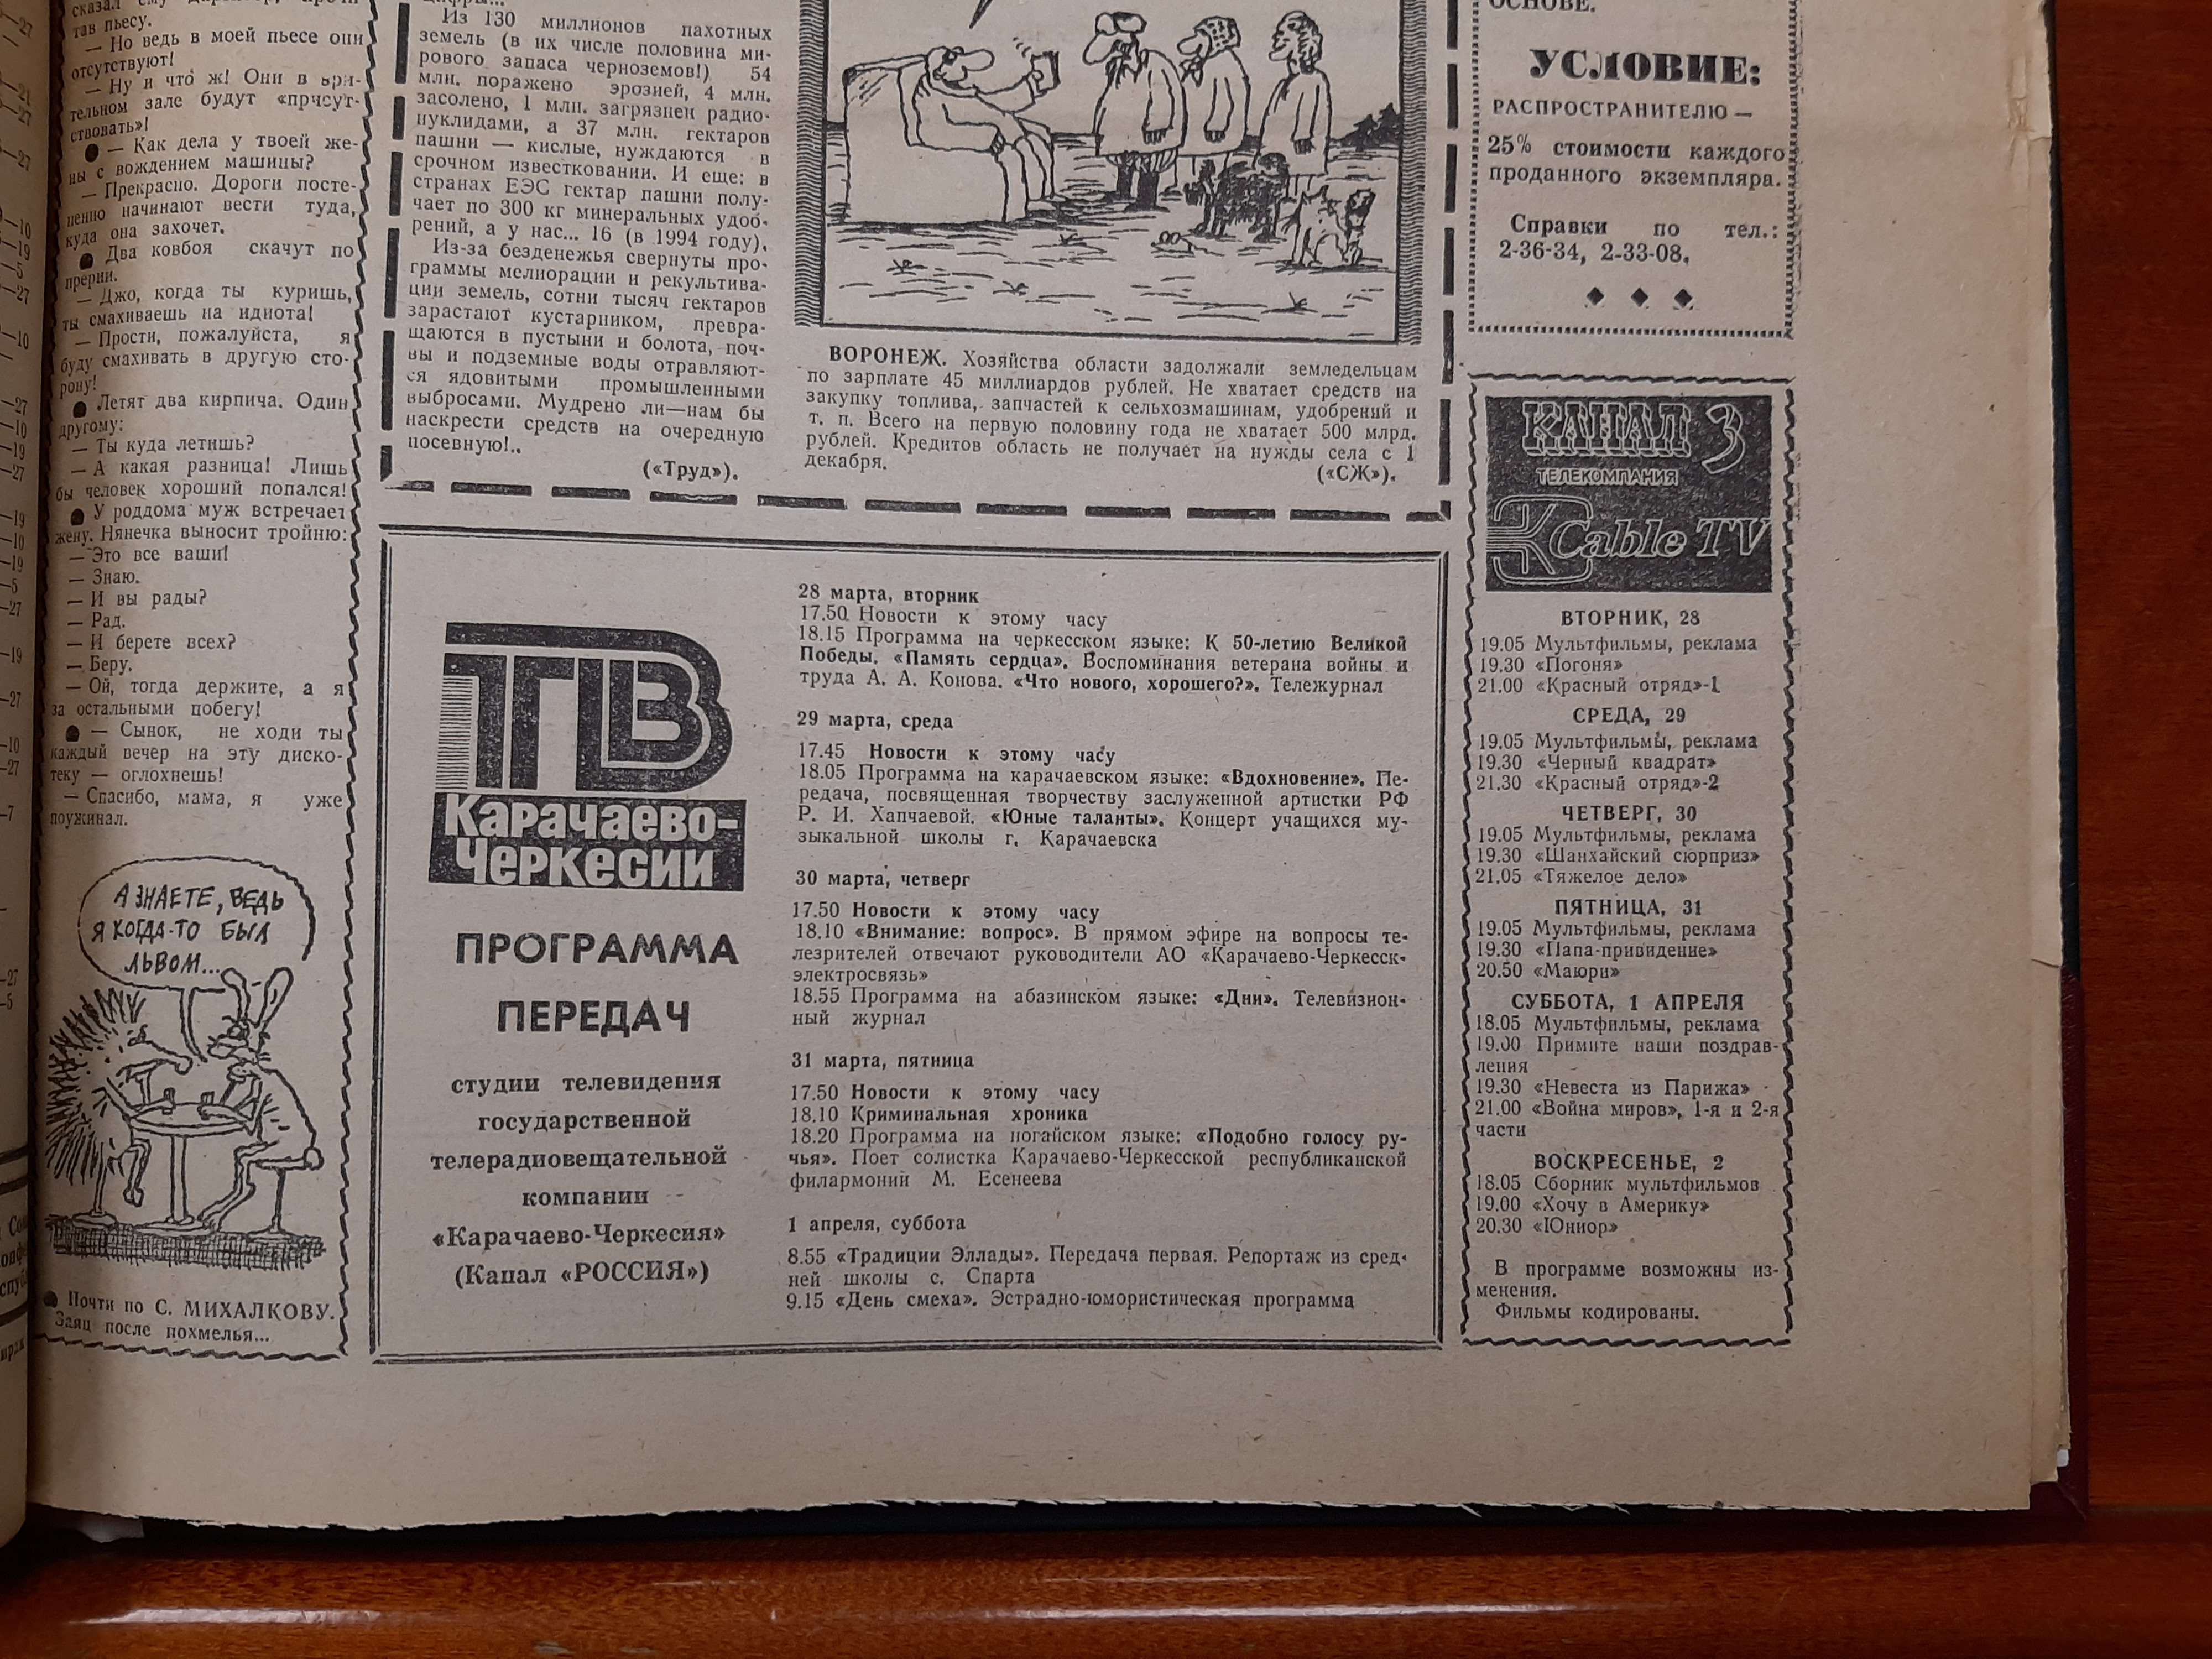 тав пьесу.
— Но ведь в моей пьесе они
отсутствуют!
— Ну и что ж! Они в зри-
тельном зале будут «присут-
ствовать»!
● — Как дела у твоей же-
ны с вождением машины?
— Прекрасно. Дороги посте-
пенно начинают вести туда,
куда она захочет.
● Два ковбоя скачут по
прерии.
— Джо, когда ты куришь,
ты смахиваешь на идиота!
— Прости, пожалуйста, я
буду смахивать в другую сто-
рону!
● Летят два кирпича. Один
другому:
— Ты куда летишь?
— А какая разница! Лишь
бы человек хороший попался!
● У роддома муж встречает
жену. Нянечка выносит тройню:
— Это все ваши!
— Знаю.
— И вы рады?
— Рад.
— И берете всех?
— Беру.
— Ой, тогда держите, а я
за остальными побегу!
● — Сынок, не ходи ты
каждый вечер на эту диско-
теку — оглохнешь!
— Спасибо, мама, я уже
поужинал.
А ЗНАЕТЕ, ВЕДЬ
Я КОГДА-ТО БЫЛ
ЛЬВОМ...
● Почти по С. МИХАЛКОВУ.
Заяц после похмелья...
Из 130 миллионов пахотных
земель (в их числе половина ми-
рового запаса черноземов!) 54
млн. поражено эрозией, 4 млн.
засолено, 1 млн. загрязнен радио-
нуклидами, а 37 млн. гектаров
пашни — кислые, нуждаются в
срочном известковании. И еще: в
странах ЕЭС гектар пашни полу-
чает по 300 кг минеральных удоб-
рений, а у нас... 16 (в 1994 году).
Из-за безденежья свернуты про-
граммы мелиорации и рекультива-
ции земель, сотни тысяч гектаров
зарастают кустарником, превра-
щаются в пустыни и болота, поч-
вы и подземные воды отравляют-
ся ядовитыми промышленными
выбросами. Мудрено ли—нам бы
наскрести средств на очередную
посевную!..
(«Труд»).
ВОРОНЕЖ. Хозяйства области задолжали земледельцам
по зарплате 45 миллиардов рублей. Не хватает средств на
закупку топлива, запчастей к сельхозмашинам, удобрений и
т. п. Всего на первую половину года не хватает 500 млрд.
рублей. Кредитов область не получает на нужды села с 1
декабря.
(«СЖ»).
ТВ
Карачаево-
Черкесии
ПРОГРАММА
ПЕРЕДАЧ
студии телевидения
государственной
телерадиовещательной
компании
«Карачаево-Черкесия»
(Канал «РОССИЯ»)
28 марта, вторник
17.50 Новости к этому часу
18.15 Программа на черкесском языке: К 50-летию Великой
Победы. «Память сердца». Воспоминания ветерана войны и
труда А. А. Конова. «Что нового, хорошего?». Тележурнал
29 марта, среда
17.45 Новости к этому часу
18.05 Программа на карачаевском языке: «Вдохновение». Пе-
редача, посвященная творчеству заслуженной артистки РФ
Р. И. Хапчаевой. «Юные таланты». Концерт учащихся му-
зыкальной школы г. Карачаевска
30 марта, четверг
17.50 Новости к этому часу
18.10 «Внимание: вопрос». В прямом эфире на вопросы те-
лезрителей отвечают руководители АО «Карачаево-Черкесск-
электросвязь»
18.55 Программа на абазинском языке: «Дни». Телевизион-
ный журнал
31 марта, пятница
17.50 Новости к этому часу
18.10 Криминальная хроника
18.20 Программа на ногайском языке: «Подобно голосу ру-
чья». Поет солистка Карачаево-Черкесской республиканской
филармоний М. Есенеева
1 апреля, суббота
8.55 «Традиции Эллады». Передача первая. Репортаж из сред-
ней школы с. Спарта
9.15 «День смеха». Эстрадно-юмористическая программа
ОСНОВЕ.
УСЛОВИЕ:
РАСПРОСТРАНИТЕЛЮ —
25% стоимости каждого
проданного экземпляра.
Справки по тел.:
2-36-34, 2-33-08.
КАНАЛ 3
ТЕЛЕКОМПАНИЯ
Cable TV
ВТОРНИК, 28
19.05 Мультфильмы, реклама
19.30 «Погоня»
21.00 «Красный отряд»-1
СРЕДА, 29
19.05 Мультфильмы, реклама
19.30 «Черный квадрат»
21.30 «Красный отряд»-2
ЧЕТВЕРГ, 30
19.05 Мультфильмы, реклама
19.30 «Шанхайский сюрприз»
21.05 «Тяжелое дело»
ПЯТНИЦА, 31
19.05 Мультфильмы, реклама
19.30 «Папа-привидение»
20.50 «Маюри»
СУББОТА, 1 АПРЕЛЯ
18.05 Мультфильмы, реклама
19.00 Примите наши поздрав-
ления
19.30 «Невеста из Парижа»
21.00 «Война миров», 1-я и 2-я
части
ВОСКРЕСЕНЬЕ, 2
18.05 Сборник мультфильмов
19.00 «Хочу в Америку»
20.30 «Юниор»
В программе возможны из-
менения.
Фильмы кодированы.